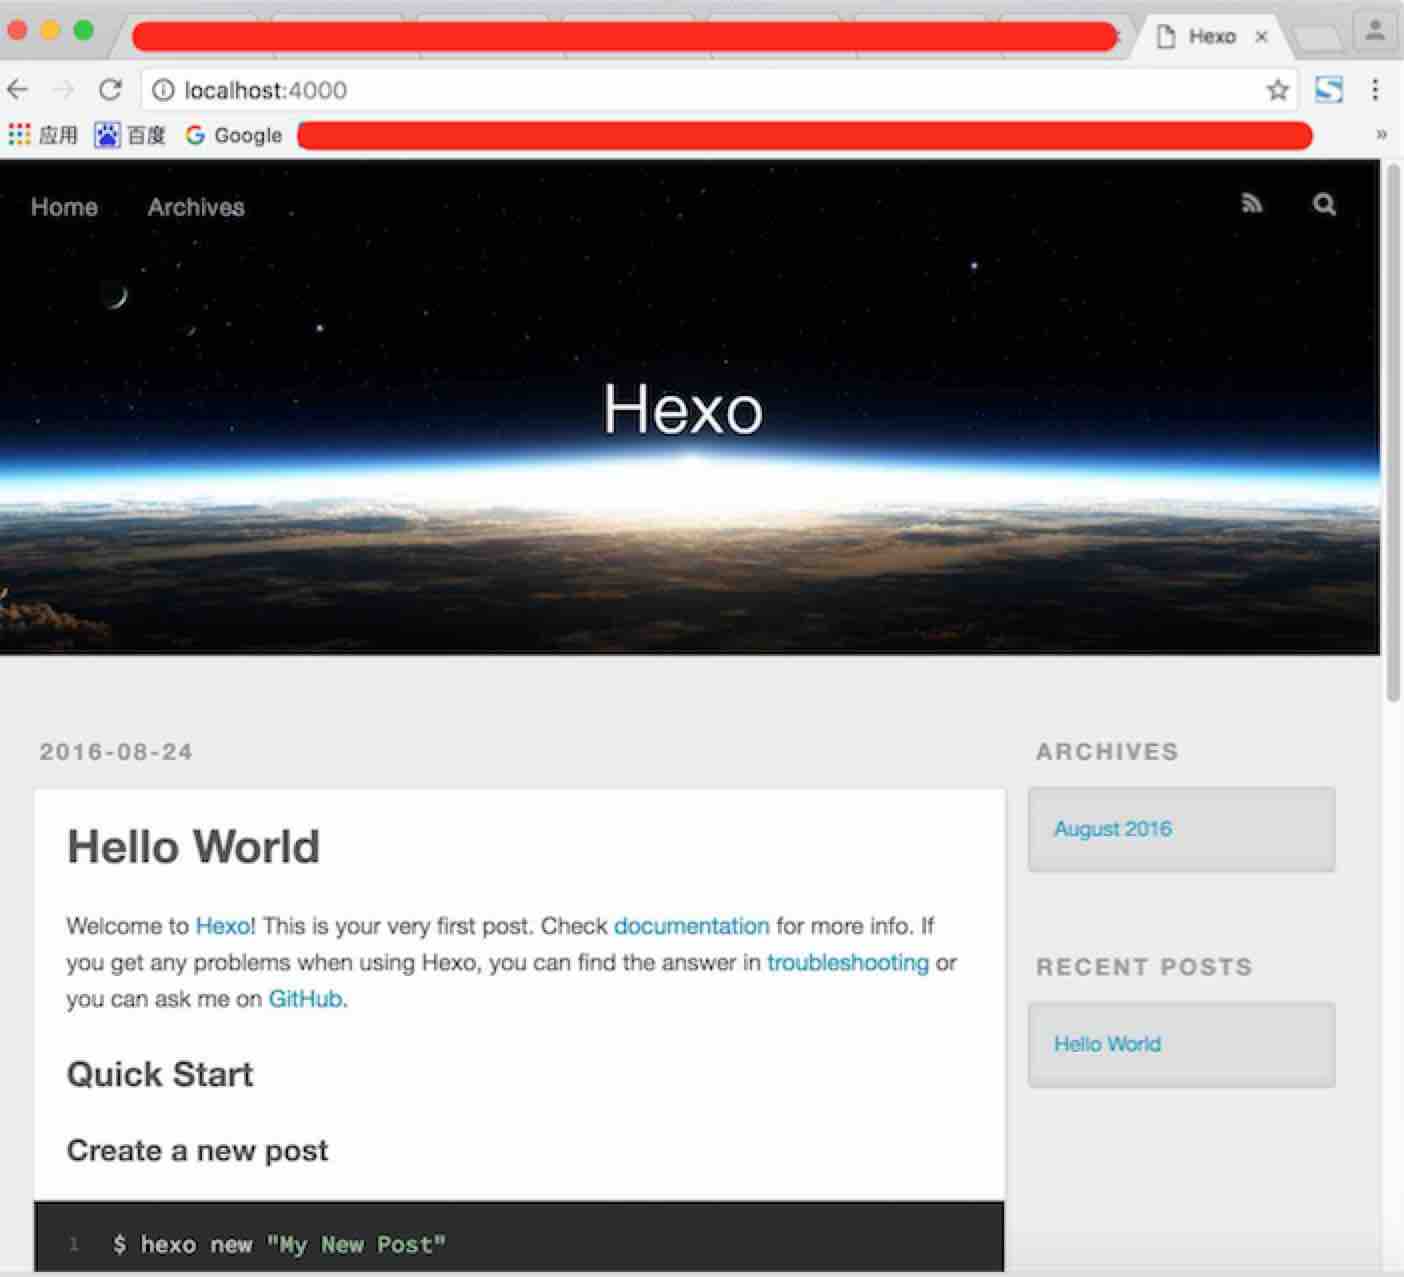 Hexo
localhost:4000
应用 百度 Google
Home Archives
Hexo
2016-08-24
Hello World
Welcome to Hexo! This is your very first post. Check documentation for more info. If
you get any problems when using Hexo, you can find the answer in troubleshooting or
you can ask me on GitHub.
Quick Start
Create a new post
1 $ hexo new "My New Post"
ARCHIVES
August 2016
RECENT POSTS
Hello World